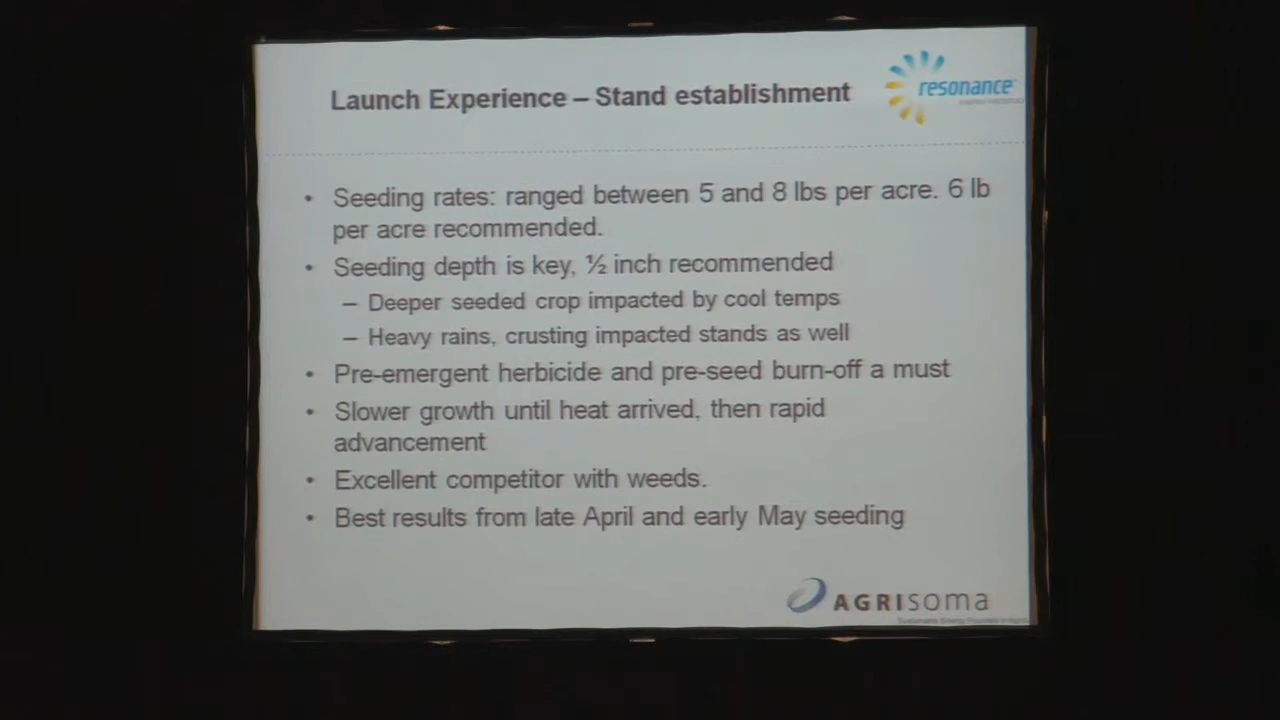 Launch Experience – Stand establishment
resonance
• Seeding rates: ranged between 5 and 8 lbs per acre. 6 lb
per acre recommended.
• Seeding depth is key, ½ inch recommended
– Deeper seeded crop impacted by cool temps
– Heavy rains, crusting impacted stands as well
• Pre-emergent herbicide and pre-seed burn-off a must
• Slower growth until heat arrived, then rapid
advancement
• Excellent competitor with weeds.
• Best results from late April and early May seeding
AGRISOMA